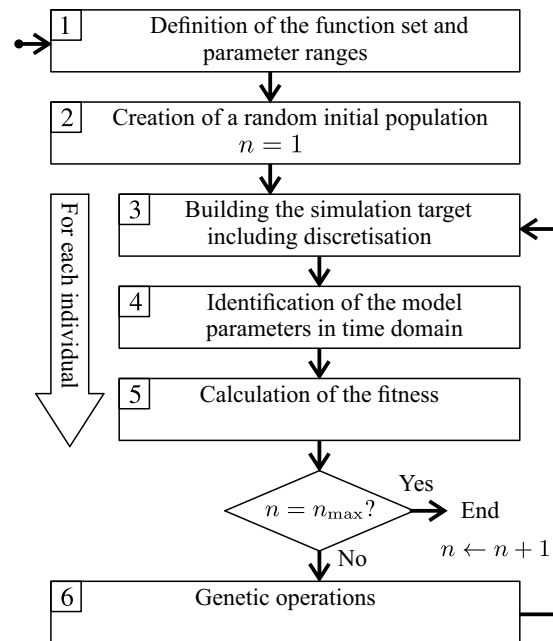 1
Definition of the function set and
parameter ranges
2
Creation of a random initial population
n = 1
For each individual
3
Building the simulation target
including discretisation
4
Identification of the model
parameters in time domain
5
Calculation of the fitness
n = n_max?
Yes
End
n ← n + 1
No
6
Genetic operations